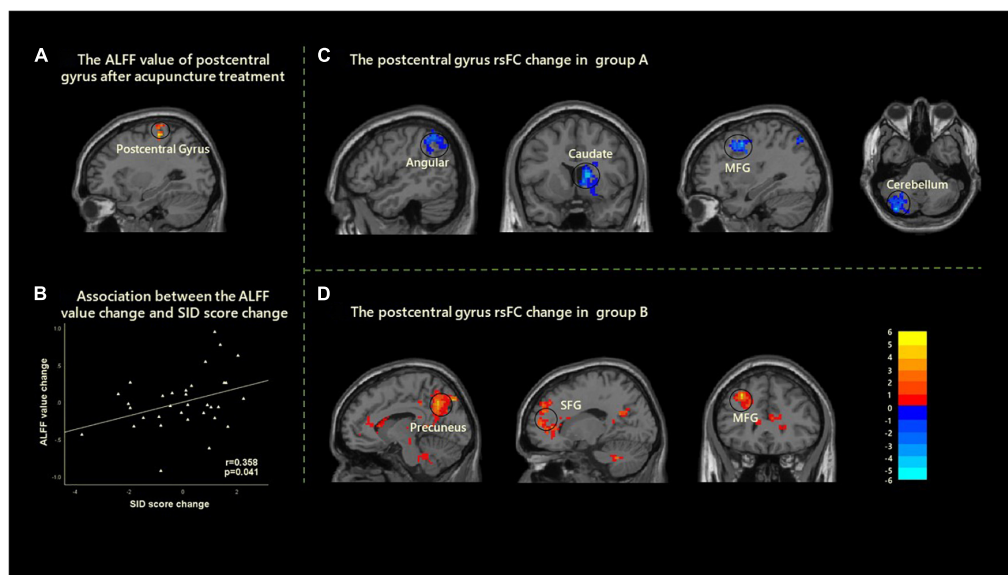 A
The ALFF value of postcentral
gyrus after acupuncture treatment
Postcentral Gyrus
C
The postcentral gyrus rsFC change in group A
Angular
Caudate
MFG
Cerebellum
B
Association between the ALFF
value change and SID score change
ALFF value change
1.0
.5
.0
-.5
-1.0
-4
-2
0
2
r=0.358
p=0.041
SID score change
D
The postcentral gyrus rsFC change in group B
Precuneus
SFG
MFG
6
5
4
3
2
1
0
-1
-2
-3
-4
-5
-6